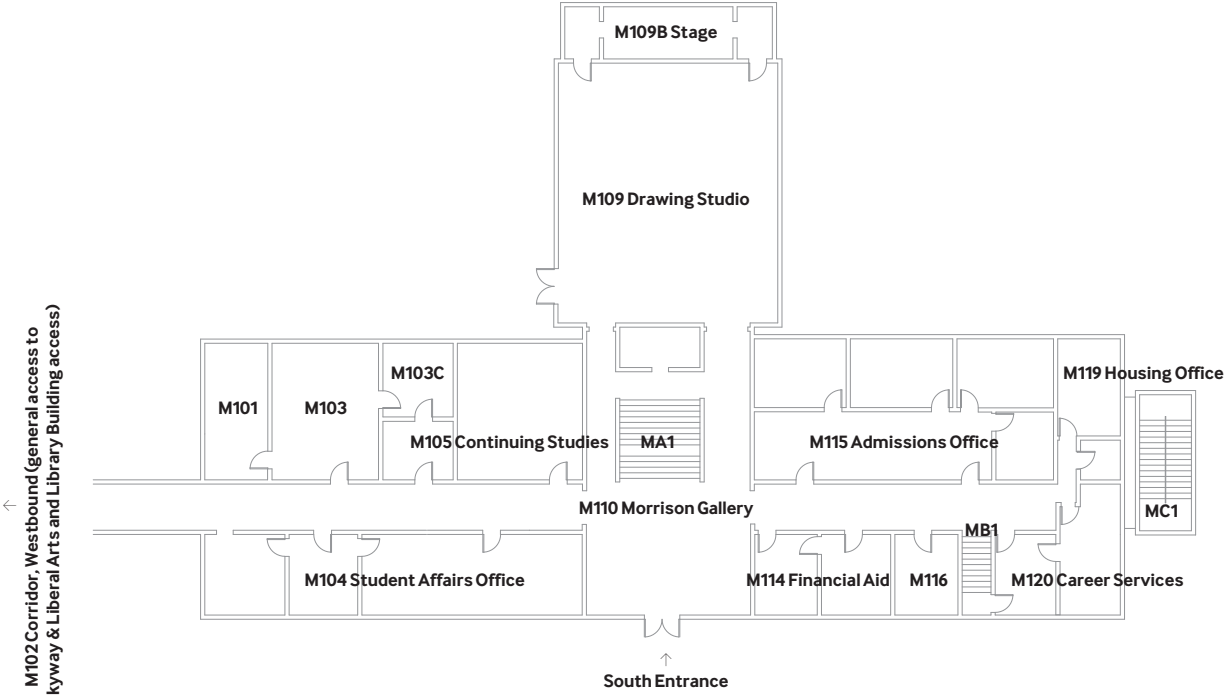 M109B Stage
M109 Drawing Studio
M102 Corridor, Westbound (general access to
kyway & Liberal Arts and Library Building access)
M103C
M119 Housing Office
M101
M103
M105 Continuing Studies
MA1
M115 Admissions Office
M110 Morrison Gallery
MC1
MB1
M104 Student Affairs Office
M114 Financial Aid
M116
M120 Career Services
South Entrance